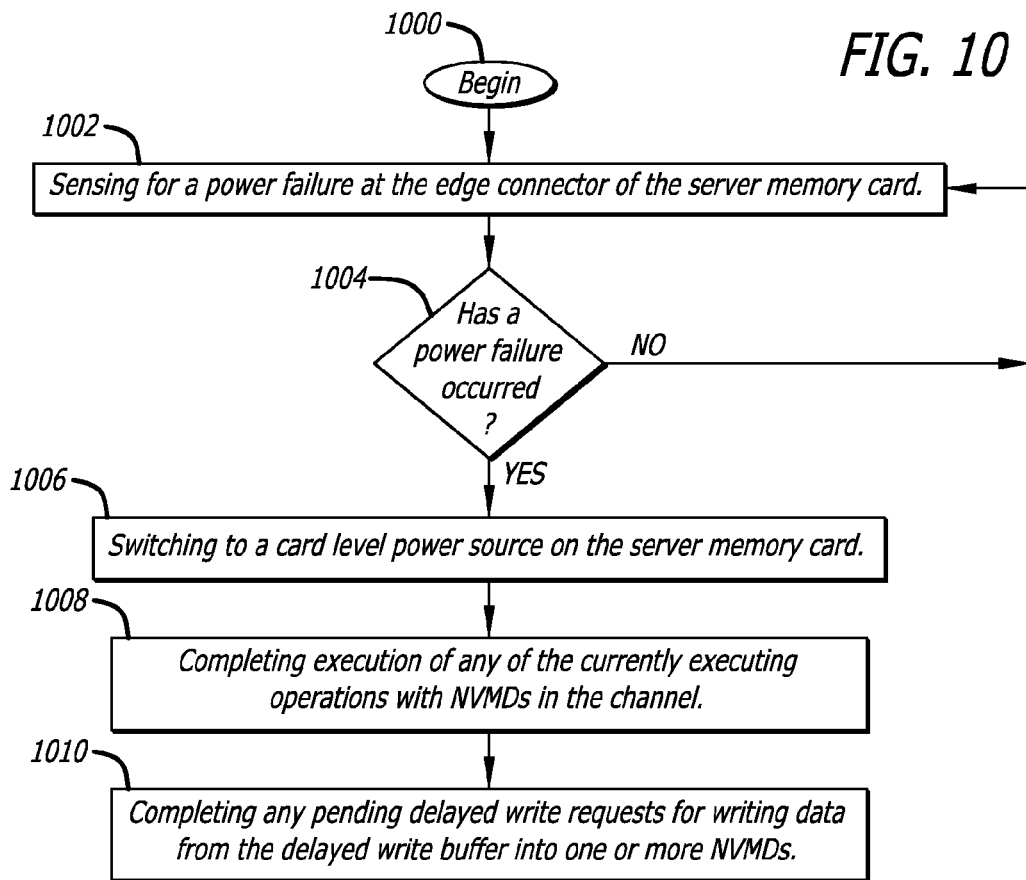 1000
FIG. 10
Begin
1002
Sensing for a power failure at the edge connector of the server memory card.
1004
Has a
power failure
occurred
?
NO
YES
1006
Switching to a card level power source on the server memory card.
1008
Completing execution of any of the currently executing
operations with NVMDs in the channel.
1010
Completing any pending delayed write requests for writing data
from the delayed write buffer into one or more NVMDs.